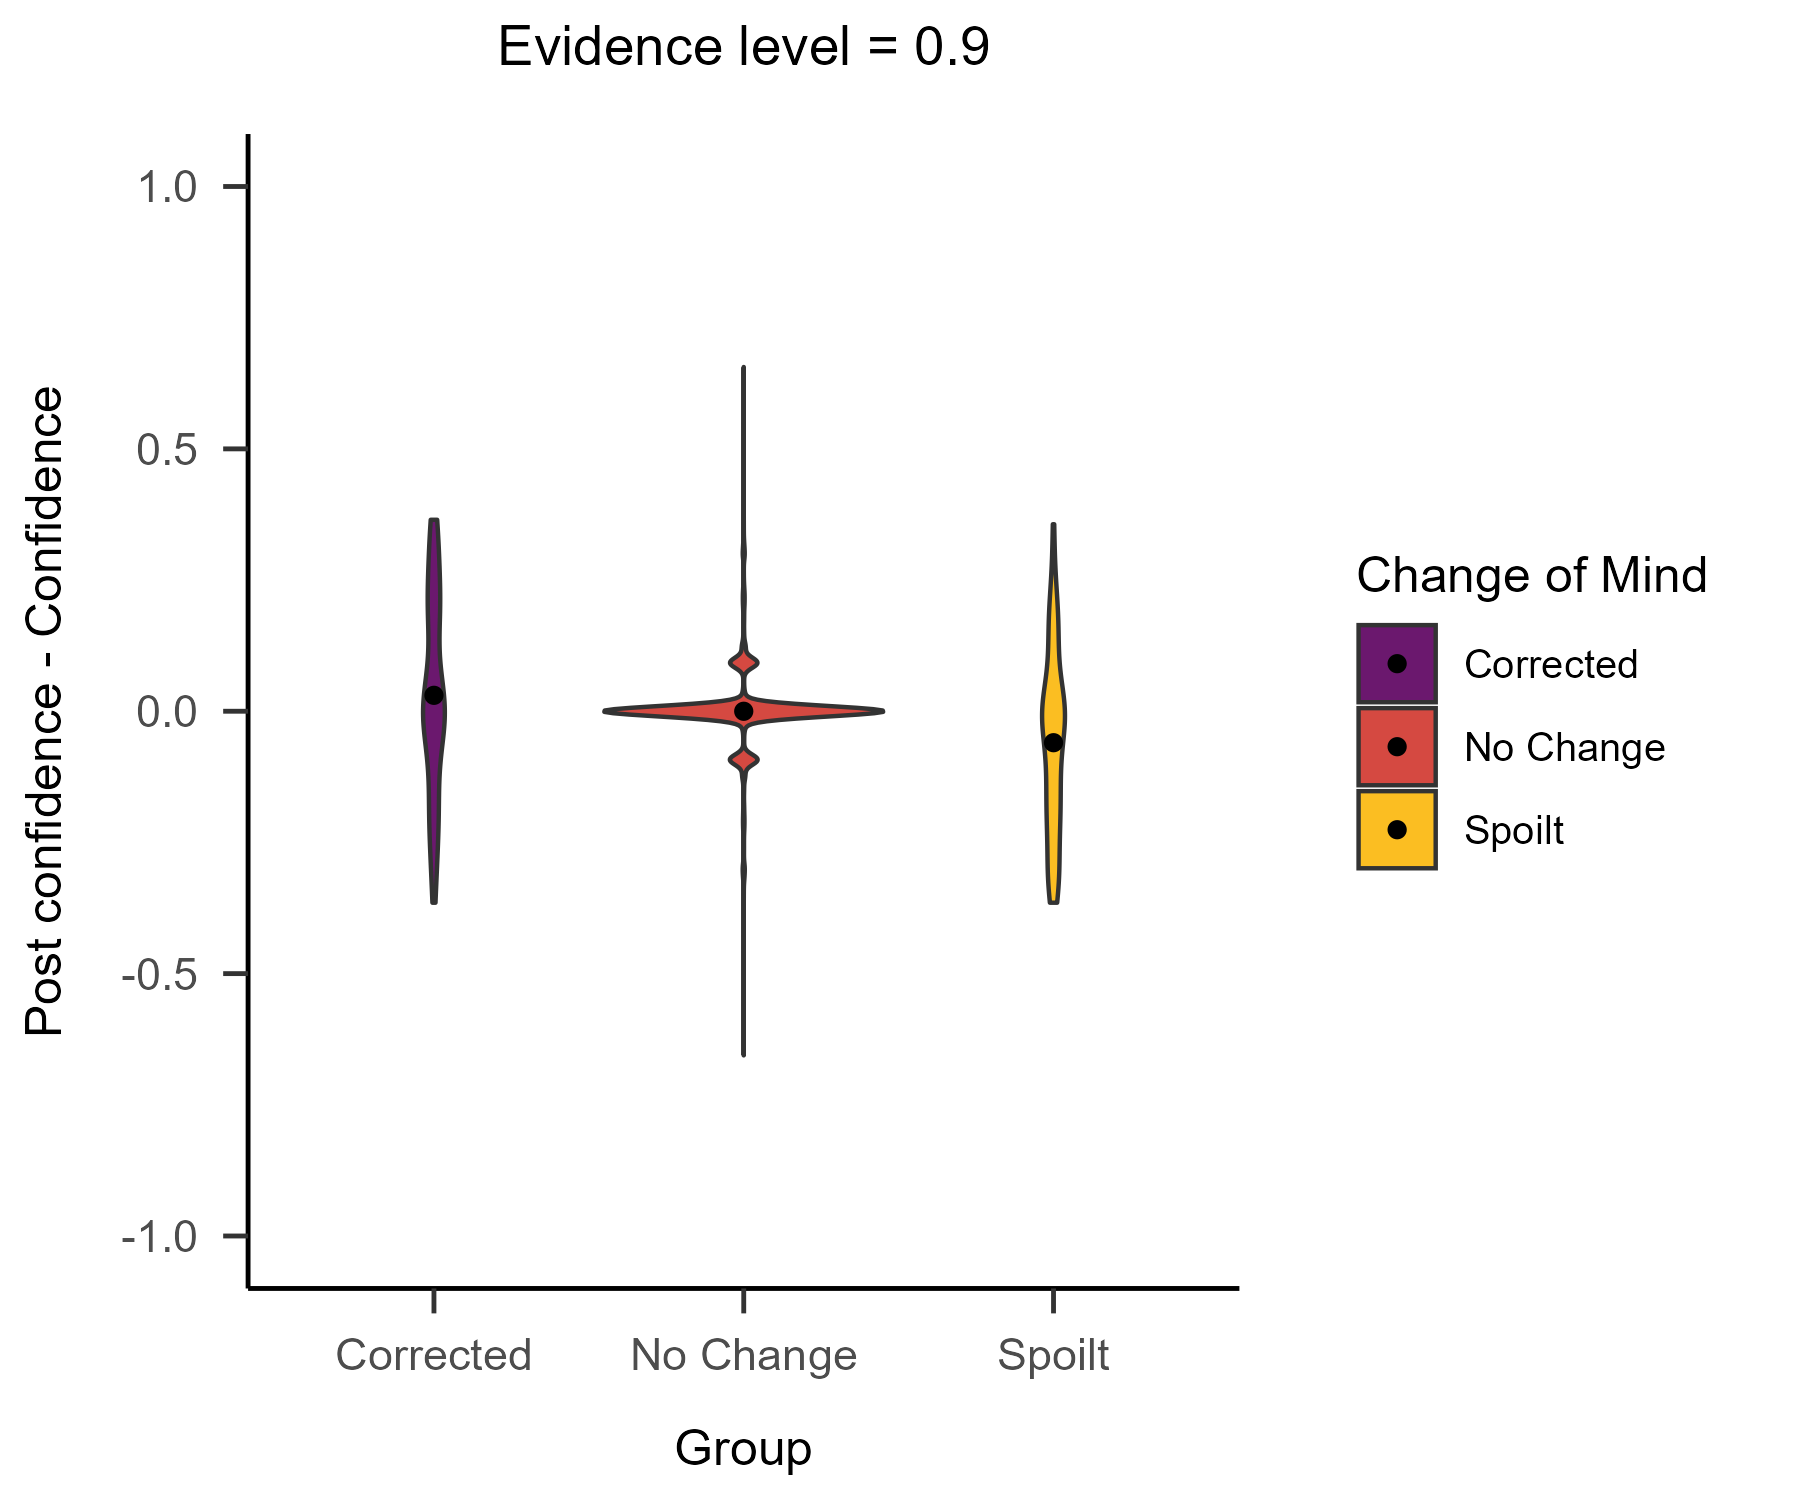 Evidence level = 0.9
Post confidence - Confidence
1.0
0.5
0.0
-0.5
-1.0
Corrected
No Change
Spoilt
Group
Change of Mind
Corrected
No Change
Spoilt